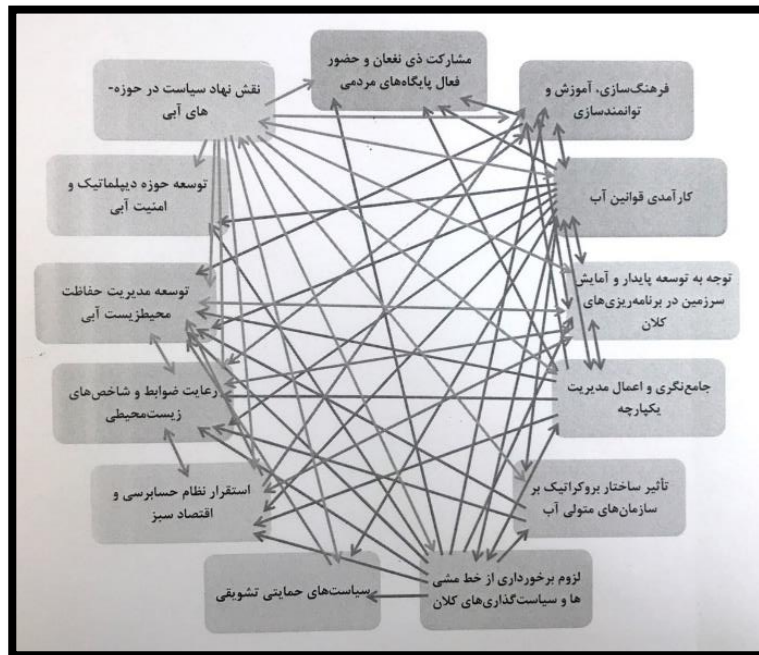 مشارکت ذی نفعان و حضور
فعال پایگاه‌های مردمی
فرهنگ‌سازی، آموزش و
توانمندسازی
نقش نهاد سیاست در حوزه-
های آبی
کارآمدی قوانین آب
توسعه حوزه دیپلماتیک و
امنیت آبی
توجه به توسعه پایدار و آمایش
سرزمین در برنامه‌ریزی‌های
کلان
توسعه مدیریت حفاظت
محیط‌زیست آبی
جامع‌نگری و اعمال مدیریت
یکپارچه
رعایت ضوابط و شاخص‌های
زیست‌محیطی
تأثیر ساختار بروکراتیک بر
سازمان‌های متولی آب
استقرار نظام حسابرسی و
اقتصاد سبز
لزوم برخورداری از خط مشی
ها و سیاست‌گذاری‌های کلان
سیاست‌های حمایتی تشویقی